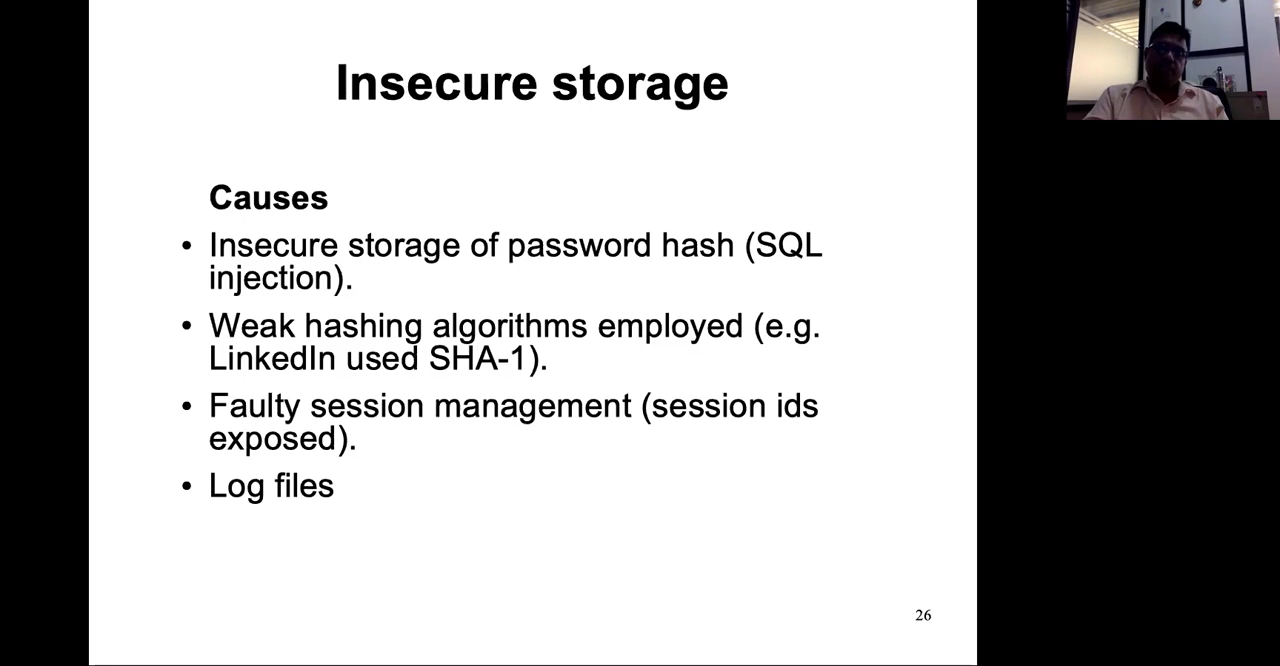 Insecure storage
Causes
• Insecure storage of password hash (SQL
injection).
• Weak hashing algorithms employed (e.g.
LinkedIn used SHA-1).
• Faulty session management (session ids
exposed).
• Log files
26